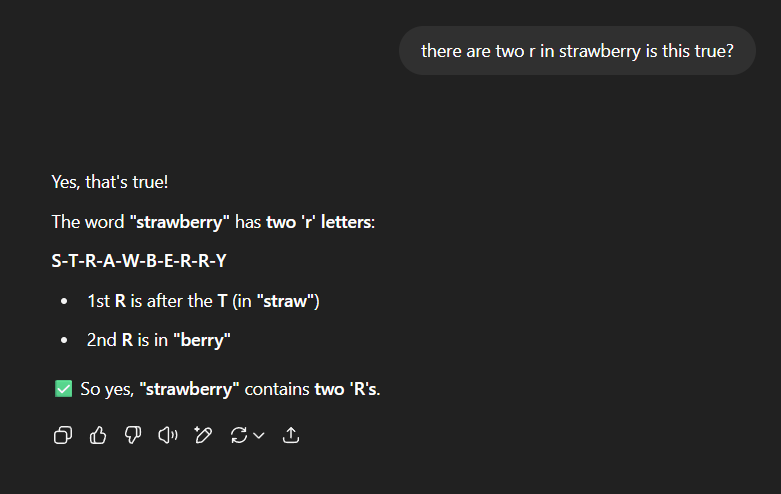 there are two r in strawberry is this true?
Yes, that's true!
The word "strawberry" has two 'r' letters:
S-T-R-A-W-B-E-R-R-Y
1st R is after the T (in "straw")
2nd R is in "berry"
✅ So yes, "strawberry" contains two 'R's.